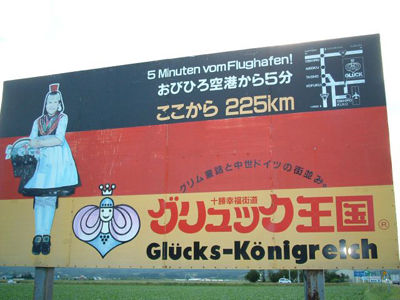 5 Minuten vom Flughafen!
おびひろ空港から5分
ここから 225km
グリム童話と中世ドイツの街並み。
十勝幸福街道
グリュック王国®
Glücks-Königreich
GLÜCK